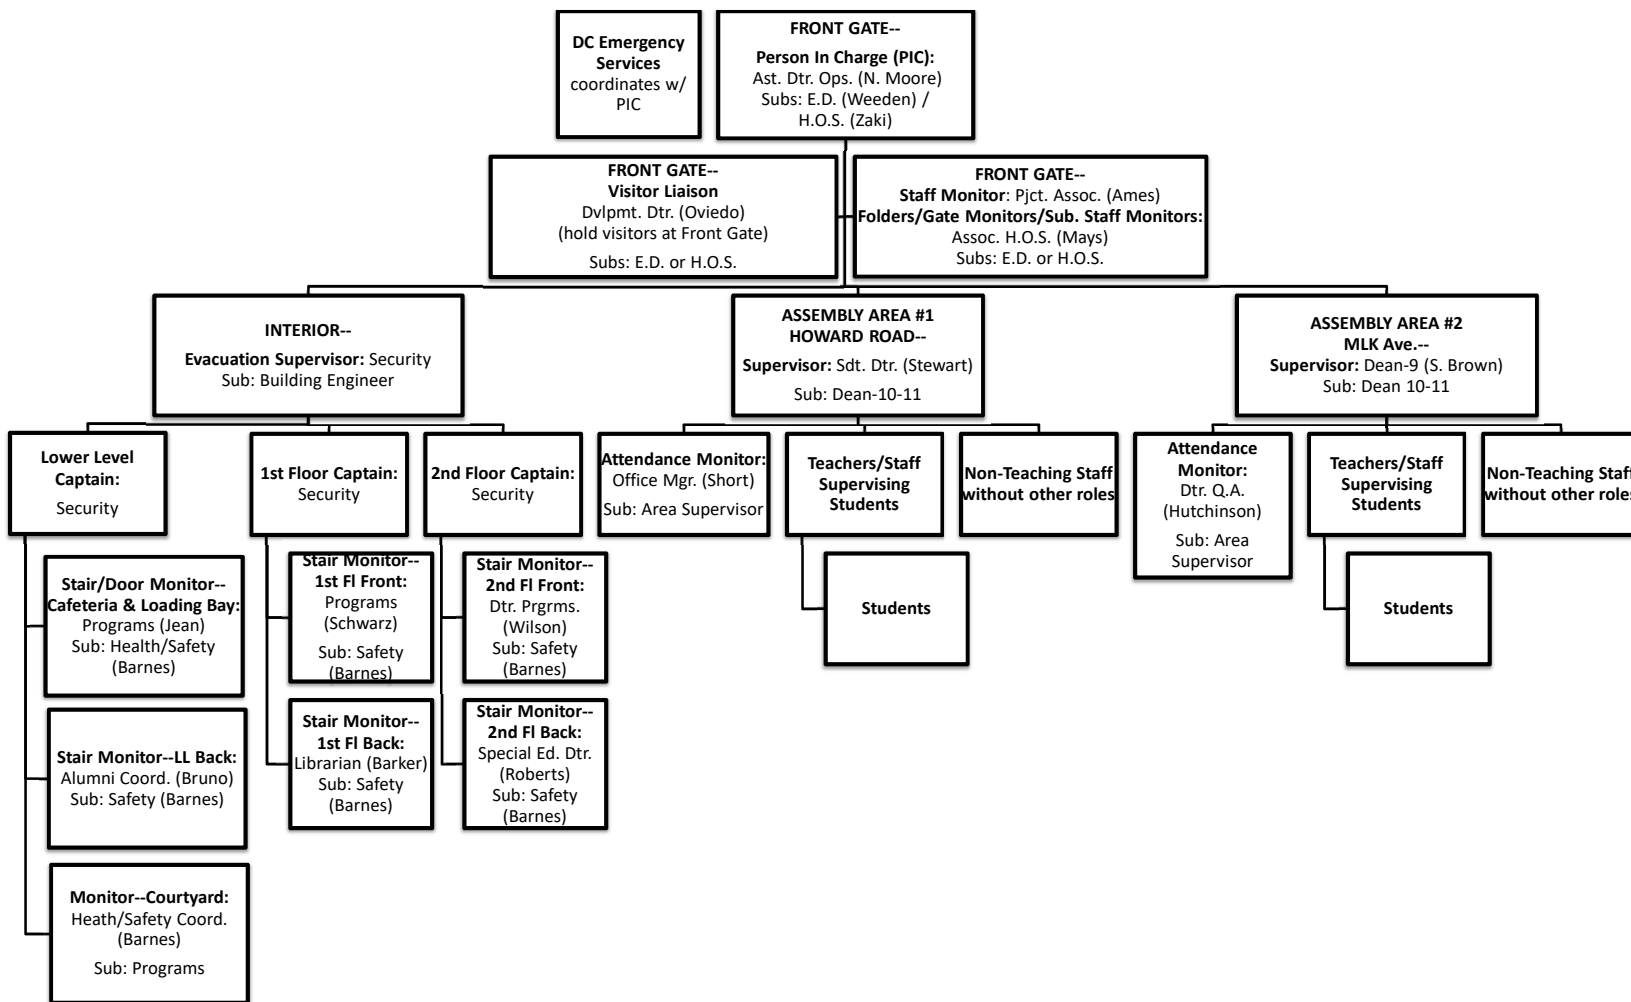 DC Emergency
Services
coordinates w/
PIC
FRONT GATE--
Person In Charge (PIC):
Ast. Dtr. Ops. (N. Moore)
Subs: E.D. (Weeden) /
H.O.S. (Zaki)
FRONT GATE--
Visitor Liaison
Dvlpmt. Dtr. (Oviedo)
(hold visitors at Front Gate)
Subs: E.D. or H.O.S.
FRONT GATE--
Staff Monitor: Pjct. Assoc. (Ames)
Folders/Gate Monitors/Sub. Staff Monitors:
Assoc. H.O.S. (Mays)
Subs: E.D. or H.O.S.
INTERIOR--
Evacuation Supervisor: Security
Sub: Building Engineer
ASSEMBLY AREA #1
HOWARD ROAD--
Supervisor: Sdt. Dtr. (Stewart)
Sub: Dean-10-11
ASSEMBLY AREA #2
MLK Ave.--
Supervisor: Dean-9 (S. Brown)
Sub: Dean 10-11
Lower Level
Captain:
Security
1st Floor Captain:
Security
2nd Floor Captain:
Security
Attendance Monitor:
Office Mgr. (Short)
Sub: Area Supervisor
Teachers/Staff
Supervising
Students
Non-Teaching Staff
without other roles
Attendance
Monitor:
Dtr. Q.A.
(Hutchinson)
Sub: Area
Supervisor
Teachers/Staff
Supervising
Students
Non-Teaching Staff
without other roles
Stair/Door Monitor--
Cafeteria & Loading Bay:
Programs (Jean)
Sub: Health/Safety
(Barnes)
Stair Monitor--
1st Fl Front:
Programs
(Schwarz)
Sub: Safety
(Barnes)
Stair Monitor--
2nd Fl Front:
Dtr. Prgrms.
(Wilson)
Sub: Safety
(Barnes)
Students
Students
Stair Monitor--LL Back:
Alumni Coord. (Bruno)
Sub: Safety (Barnes)
Stair Monitor--
1st Fl Back:
Librarian (Barker)
Sub: Safety
(Barnes)
Stair Monitor--
2nd Fl Back:
Special Ed. Dtr.
(Roberts)
Sub: Safety
(Barnes)
Monitor--Courtyard:
Heath/Safety Coord.
(Barnes)
Sub: Programs